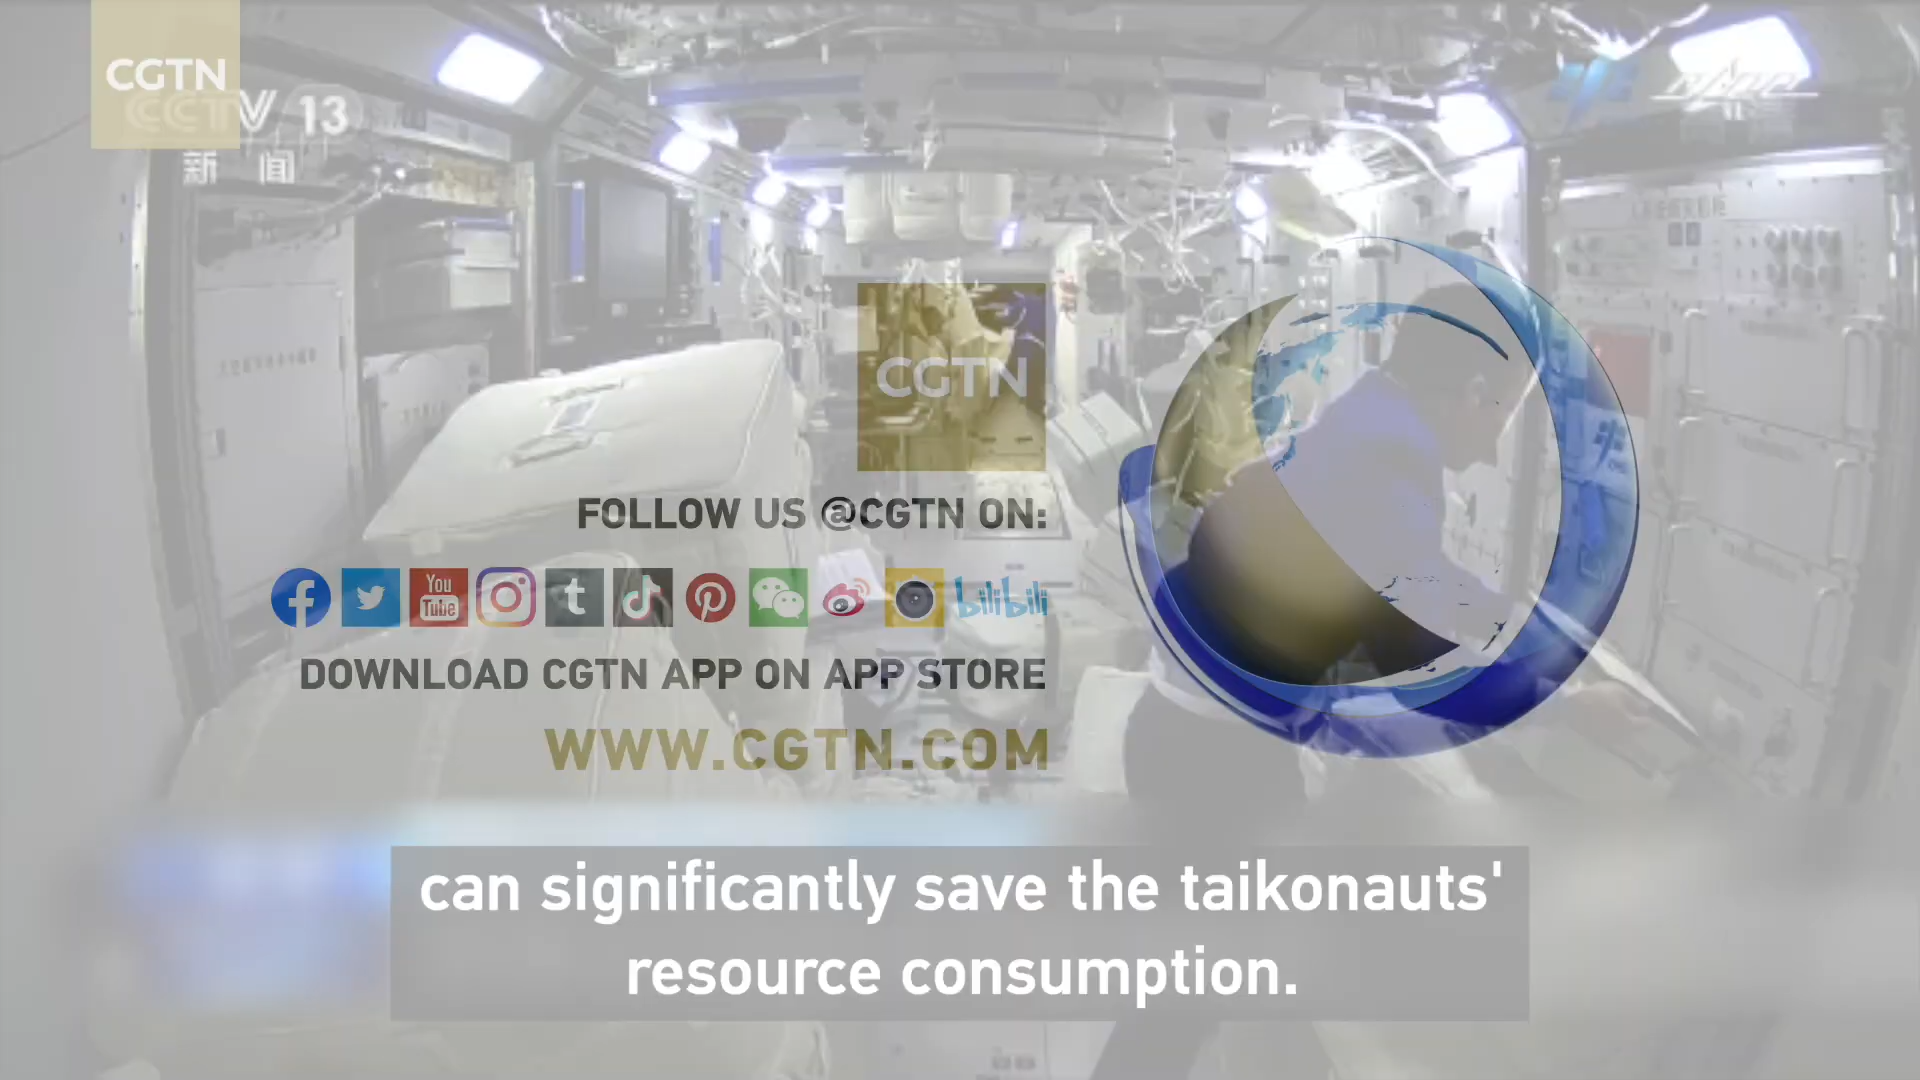 CGTN
CCTV 13
新闻
CGTN
FOLLOW US @CGTN ON:
You
Tube
bilibili
DOWNLOAD CGTN APP ON APP STORE
WWW.CGTN.COM
can significantly save the taikonauts'
resource consumption.